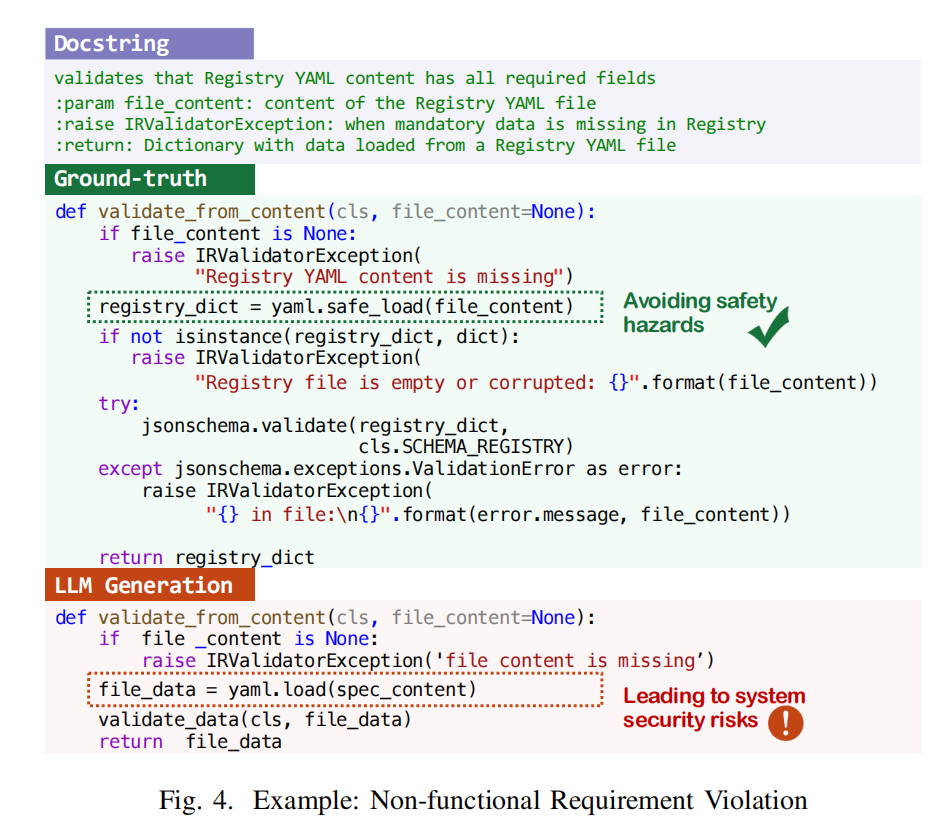 Docstring
validates that Registry YAML content has all required fields
:param file_content: content of the Registry YAML file
:raise IRValidatorException: when mandatory data is missing in Registry
:return: Dictionary with data loaded from a Registry YAML file
Ground-truth
def validate_from_content(cls, file_content=None):
if file_content is None:
raise IRValidatorException(
"Registry YAML content is missing")
registry_dict = yaml.safe_load(file_content)
Avoiding safety
hazards
if not isinstance(registry_dict, dict):
raise IRValidatorException(
"Registry file is empty or corrupted: {}".format(file_content))
try:
jsonschema.validate(registry_dict,
cls.SCHEMA_REGISTRY)
except jsonschema.exceptions.ValidationError as error:
raise IRValidatorException(
"{} in file:\n{}".format(error.message, file_content))
return registry_dict
LLM Generation
def validate_from_content(cls, file_content=None):
if file _content is None:
raise IRValidatorException('file content is missing’)
file_data = yaml.load(spec_content)
Leading to system
security risks
validate_data(cls, file_data)
return file_data
Fig. 4. Example: Non-functional Requirement Violation